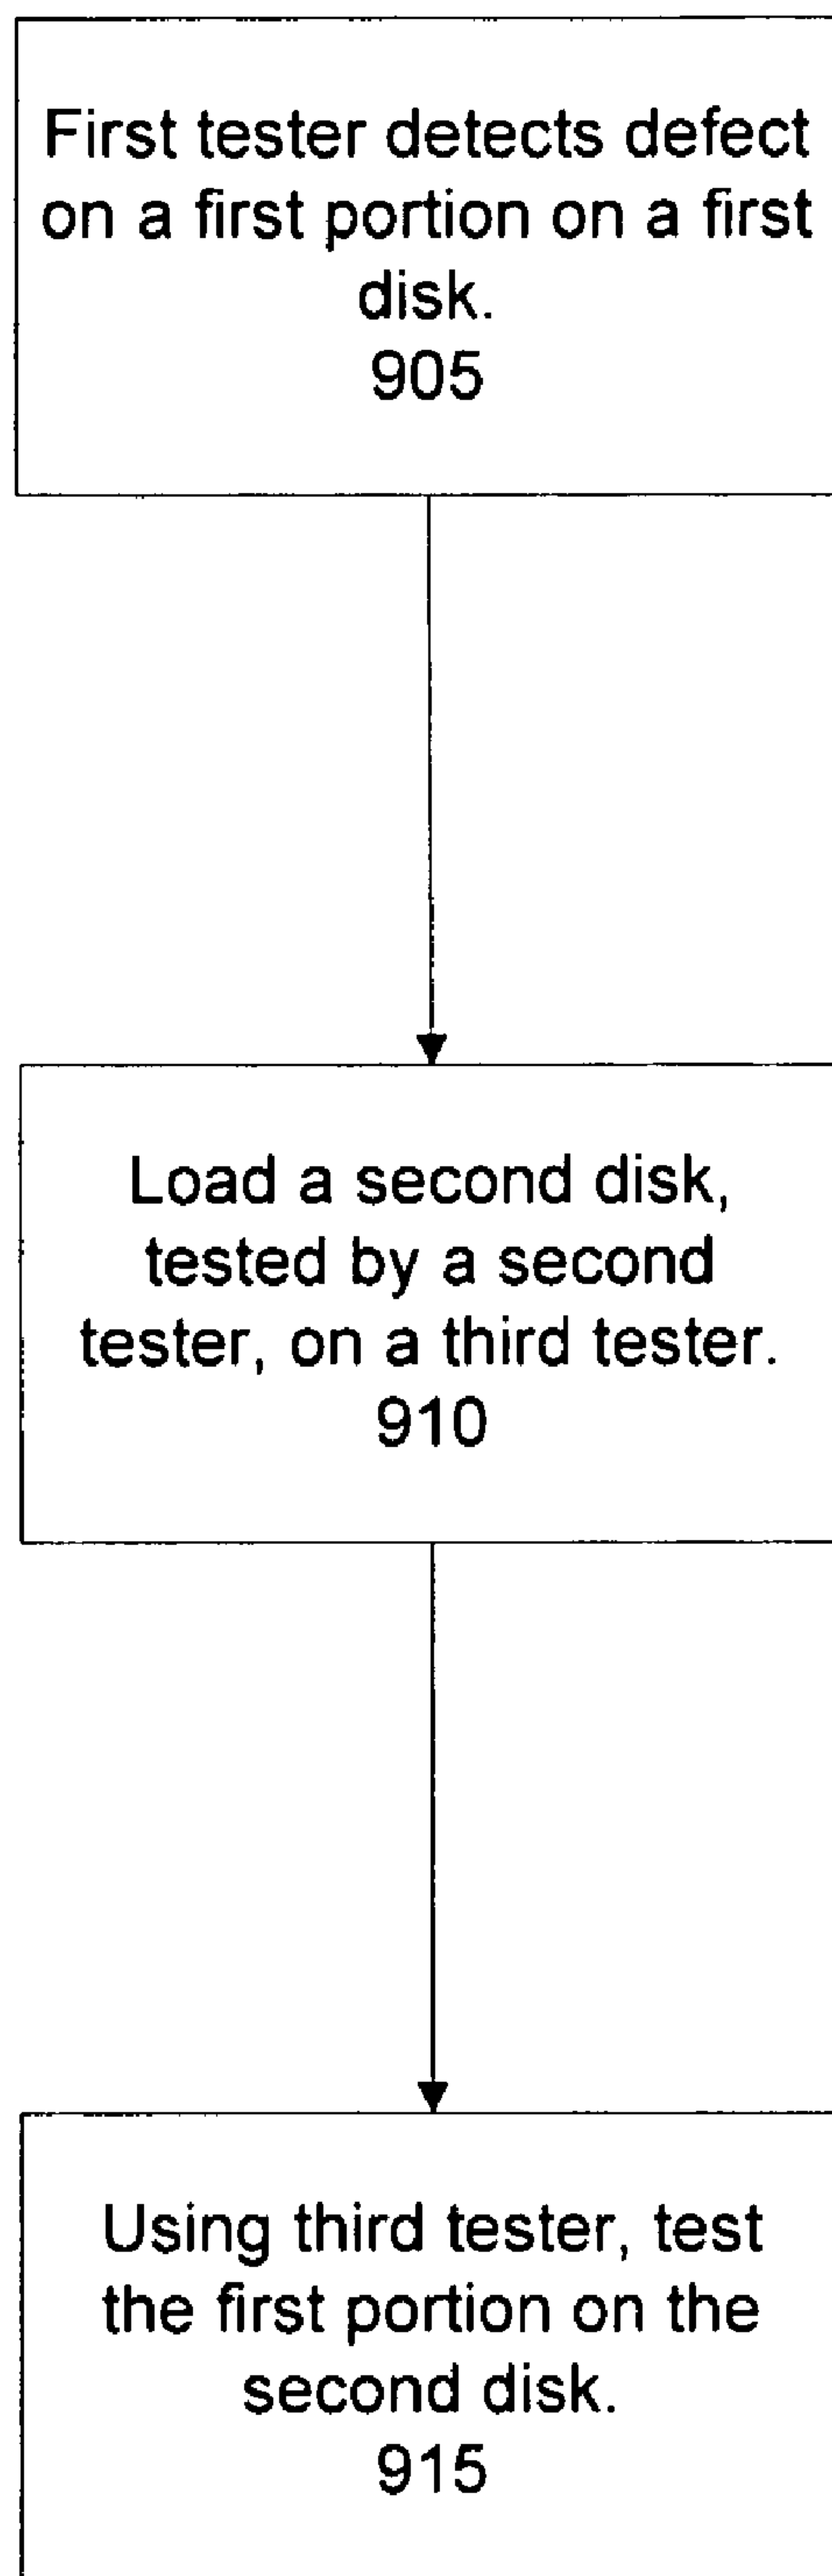 First tester detects defect
on a first portion on a first
disk.
905
Load a second disk,
tested by a second
tester, on a third tester.
910
Using third tester, test
the first portion on the
second disk.
915